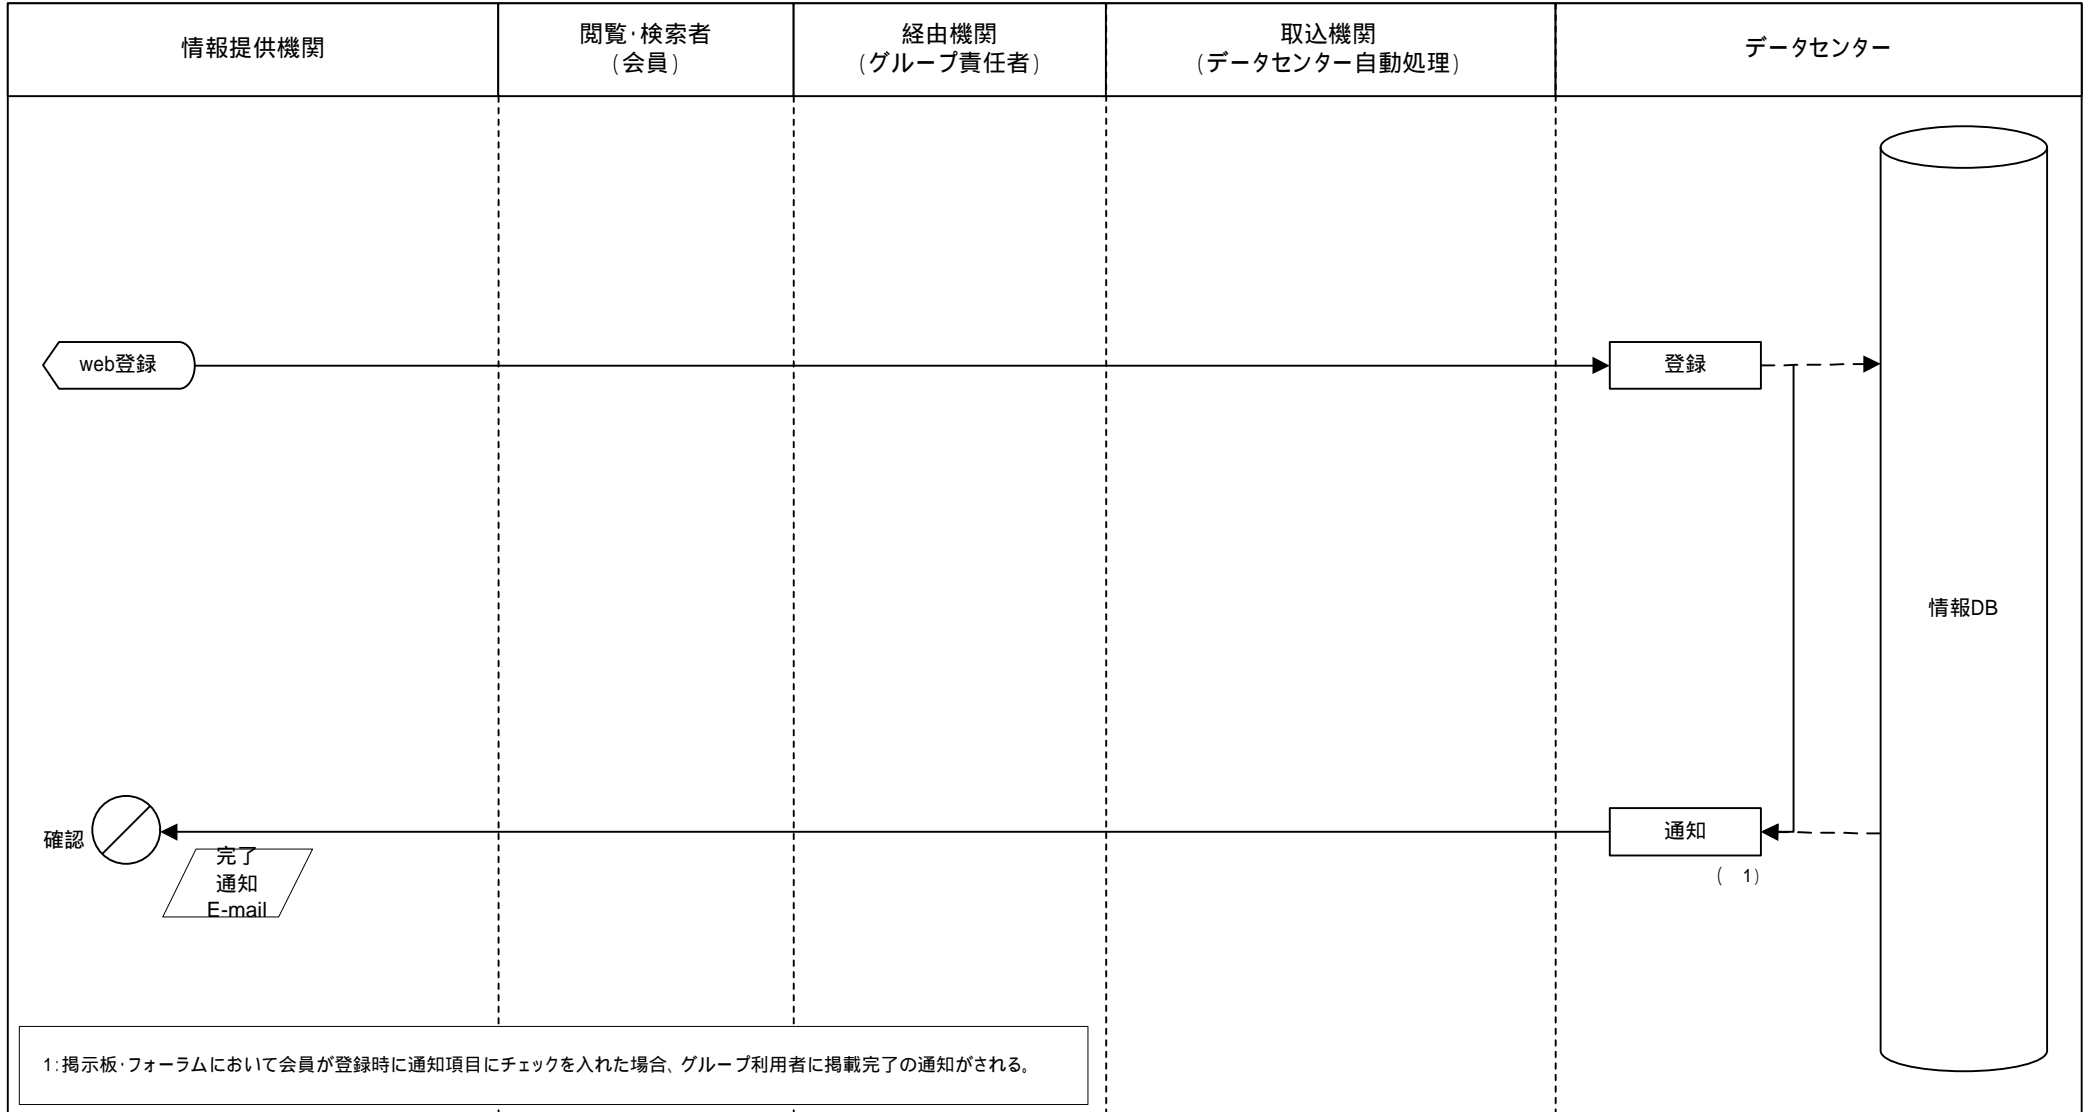 情報提供機関
閲覧・検索者
(会員)
経由機関
(グループ責任者)
取込機関
(データセンター自動処理)
データセンター
web登録
登録
情報DB
確認
完了
通知
E-mail
通知
(　1)
1:掲示板・フォーラムにおいて会員が登録時に通知項目にチェックを入れた場合、グループ利用者に掲載完了の通知がされる。